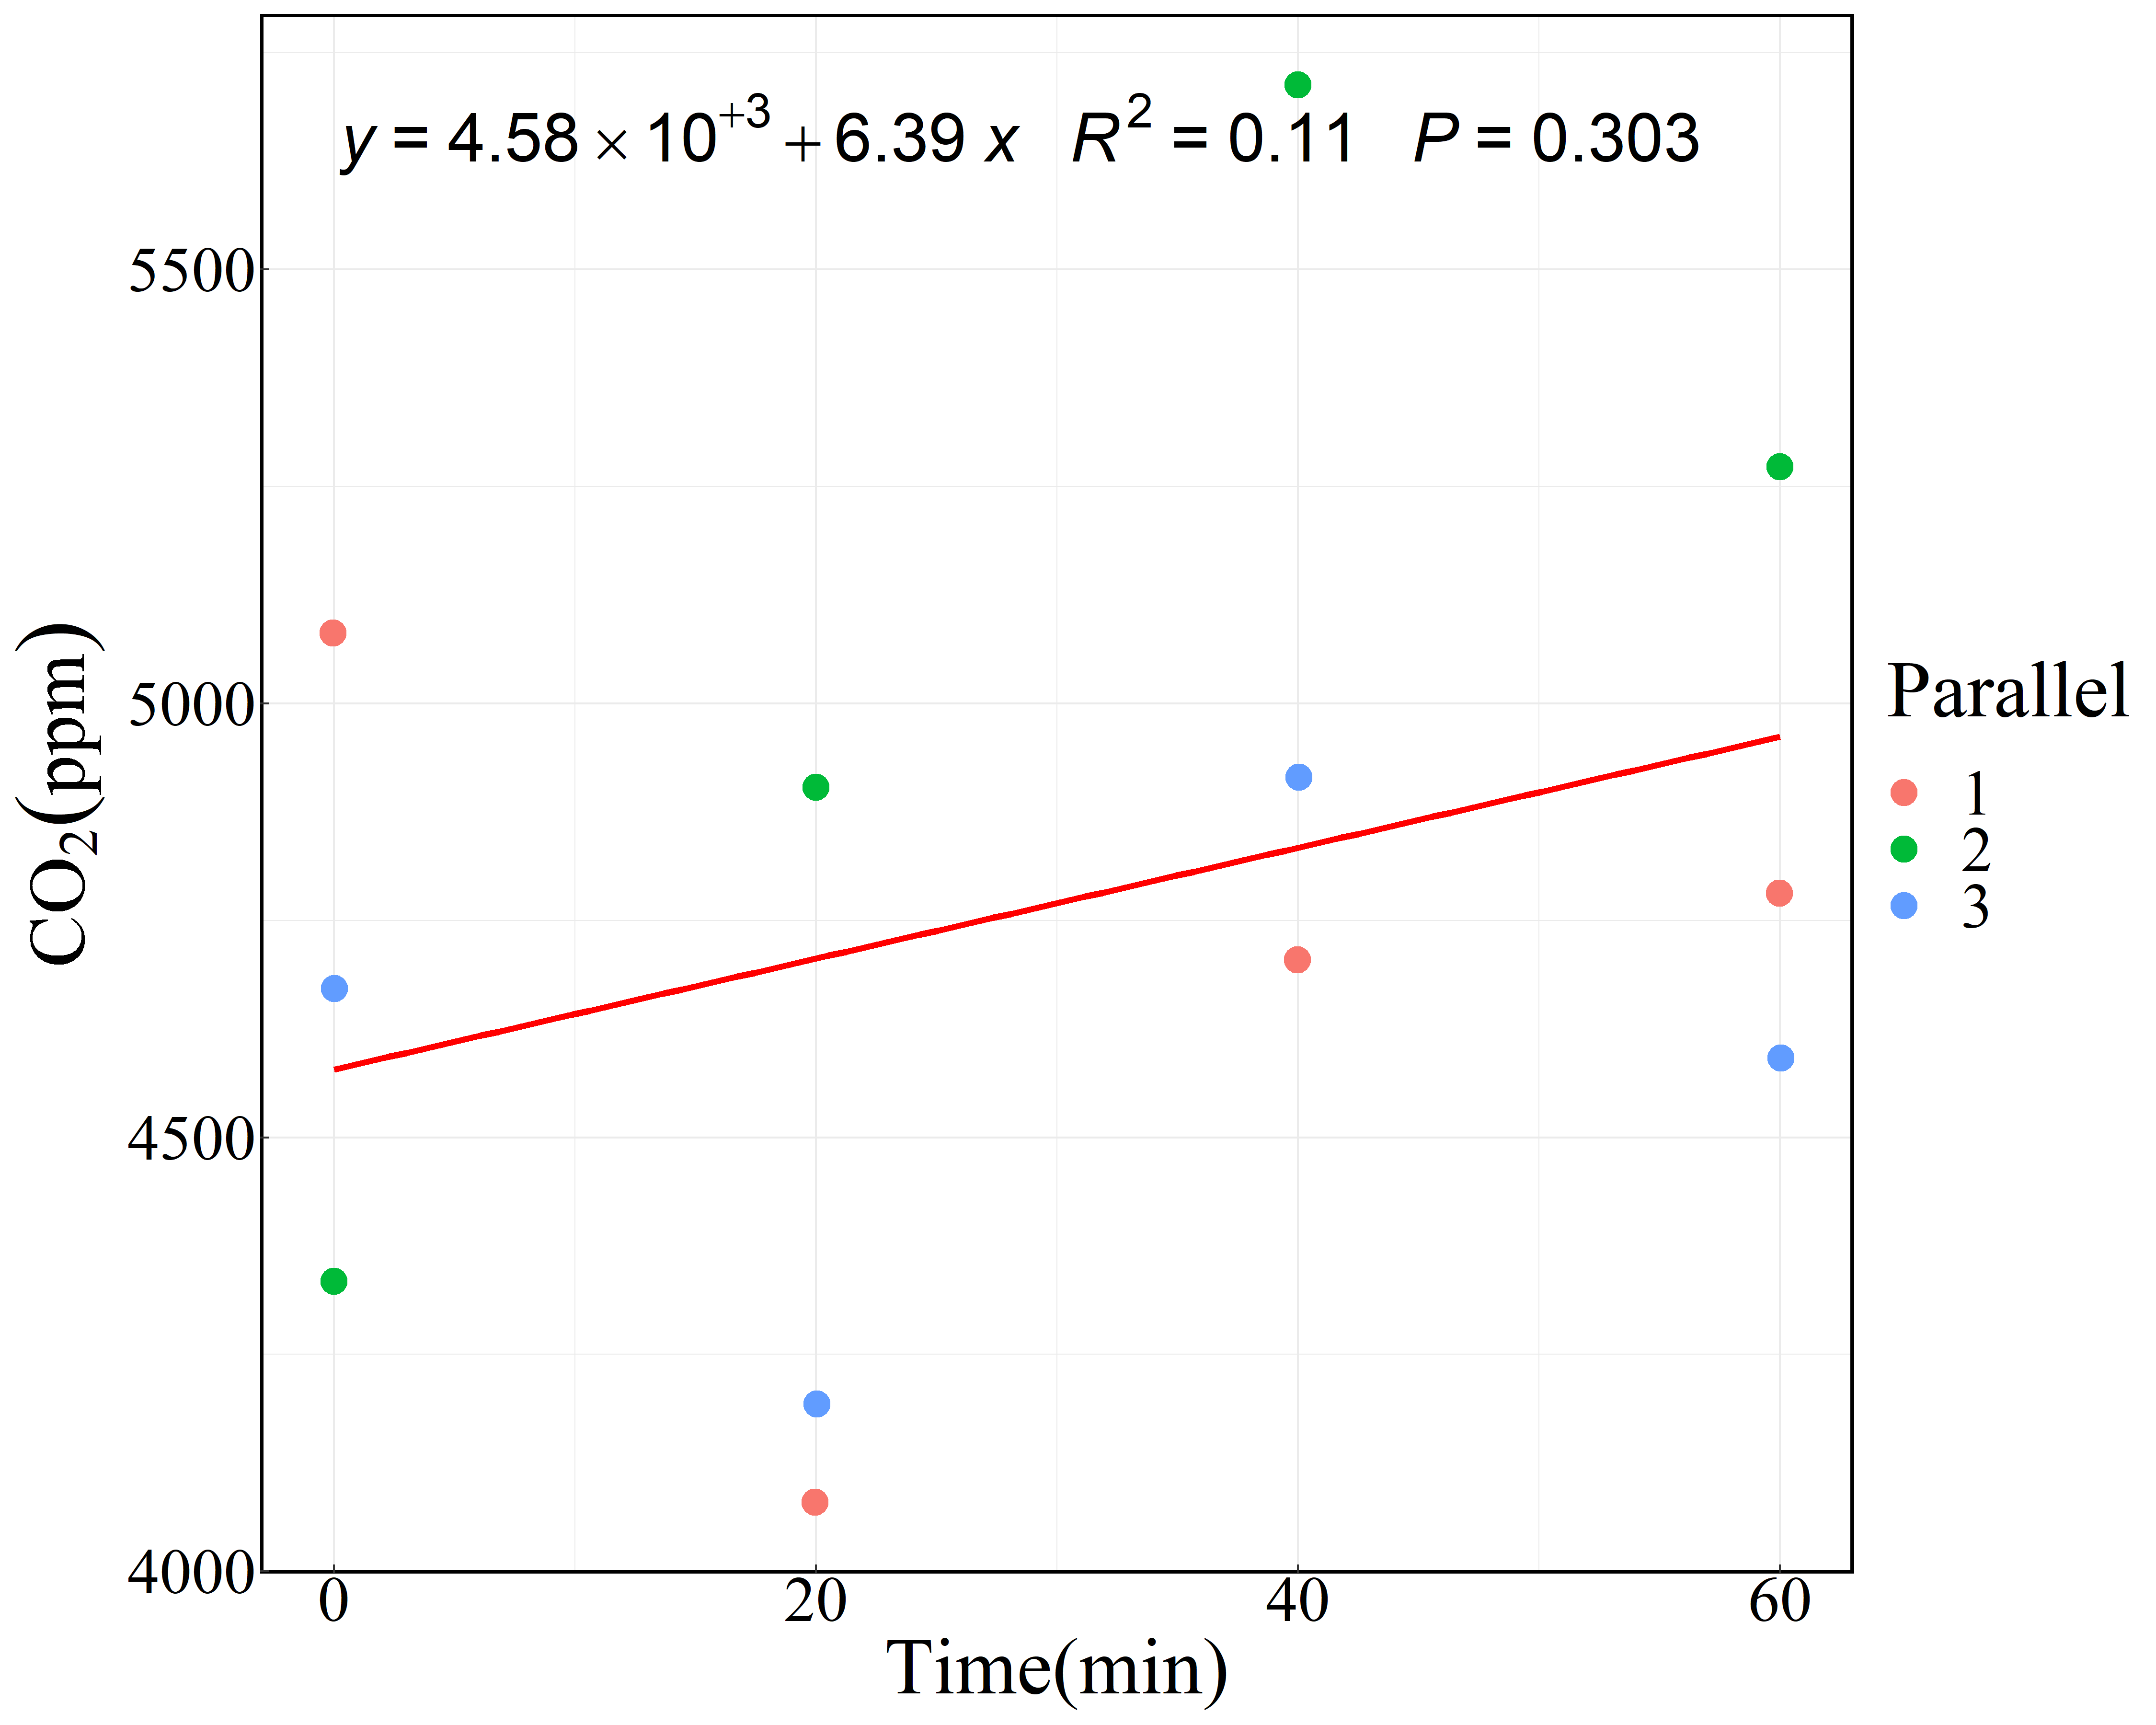 y = 4.58 × 10⁺³ + 6.39 x R² = 0.11 P = 0.303
5500
5000
4500
4000
CO₂(ppm)
0 20 40 60
Time(min)
Parallel
1
2
3